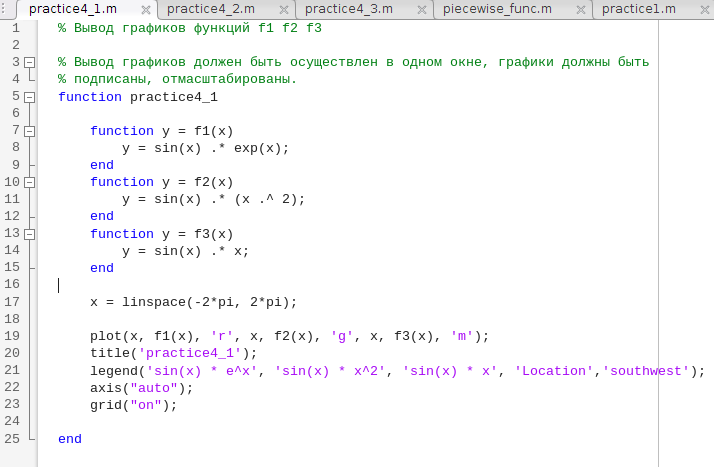 practice4_1.m practice4_2.m practice4_3.m piecewise_func.m practice1.m
1 % Вывод графиков функций f1 f2 f3
2
3 % Вывод графиков должен быть осуществлен в одном окне, графики должны быть
4 % подписаны, отмасштабированы.
5 function practice4_1
6
7 function y = f1(x)
8 y = sin(x) .* exp(x);
9 end
10 function y = f2(x)
11 y = sin(x) .* (x .^ 2);
12 end
13 function y = f3(x)
14 y = sin(x) .* x;
15 end
16
17 x = linspace(-2*pi, 2*pi);
18
19 plot(x, f1(x), 'r', x, f2(x), 'g', x, f3(x), 'm');
20 title('practice4_1');
21 legend('sin(x) * e^x', 'sin(x) * x^2', 'sin(x) * x', 'Location','southwest');
22 axis("auto");
23 grid("on");
24
25 end